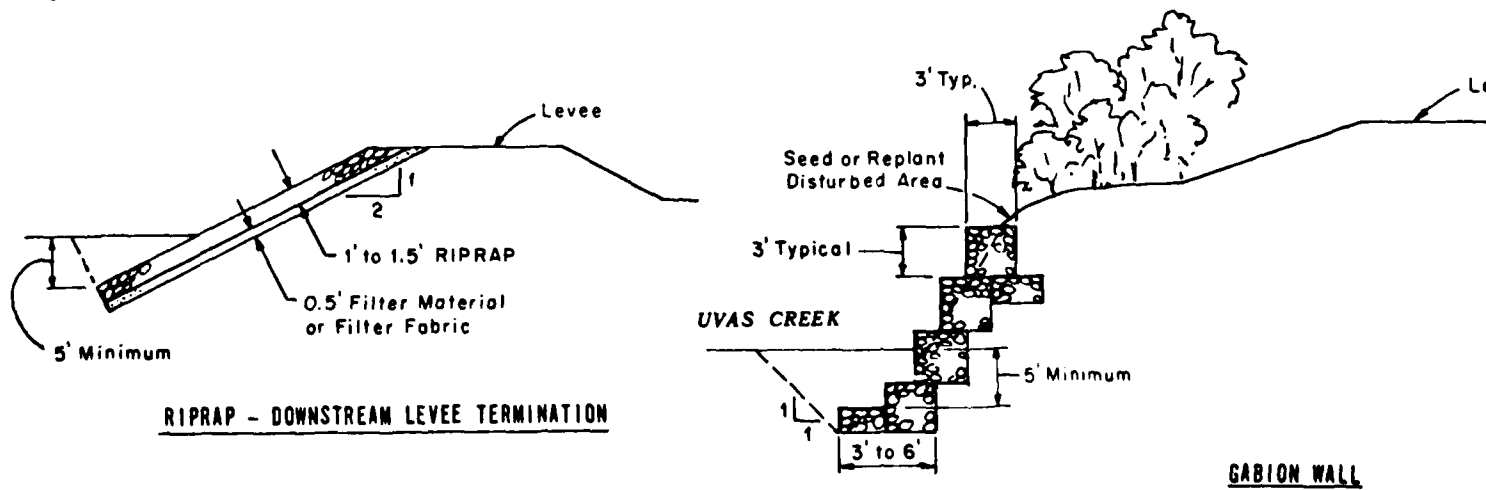 Levee
1
2
1' to 1.5' RIPRAP
0.5' Filter Material
or Filter Fabric
5' Minimum
RIPRAP - DOWNSTREAM LEVEE TERMINATION
3' Typ.
Seed or Replant
Disturbed Area
3' Typical
UVAS CREEK
5' Minimum
1
1
3' to 6'
GABION WALL